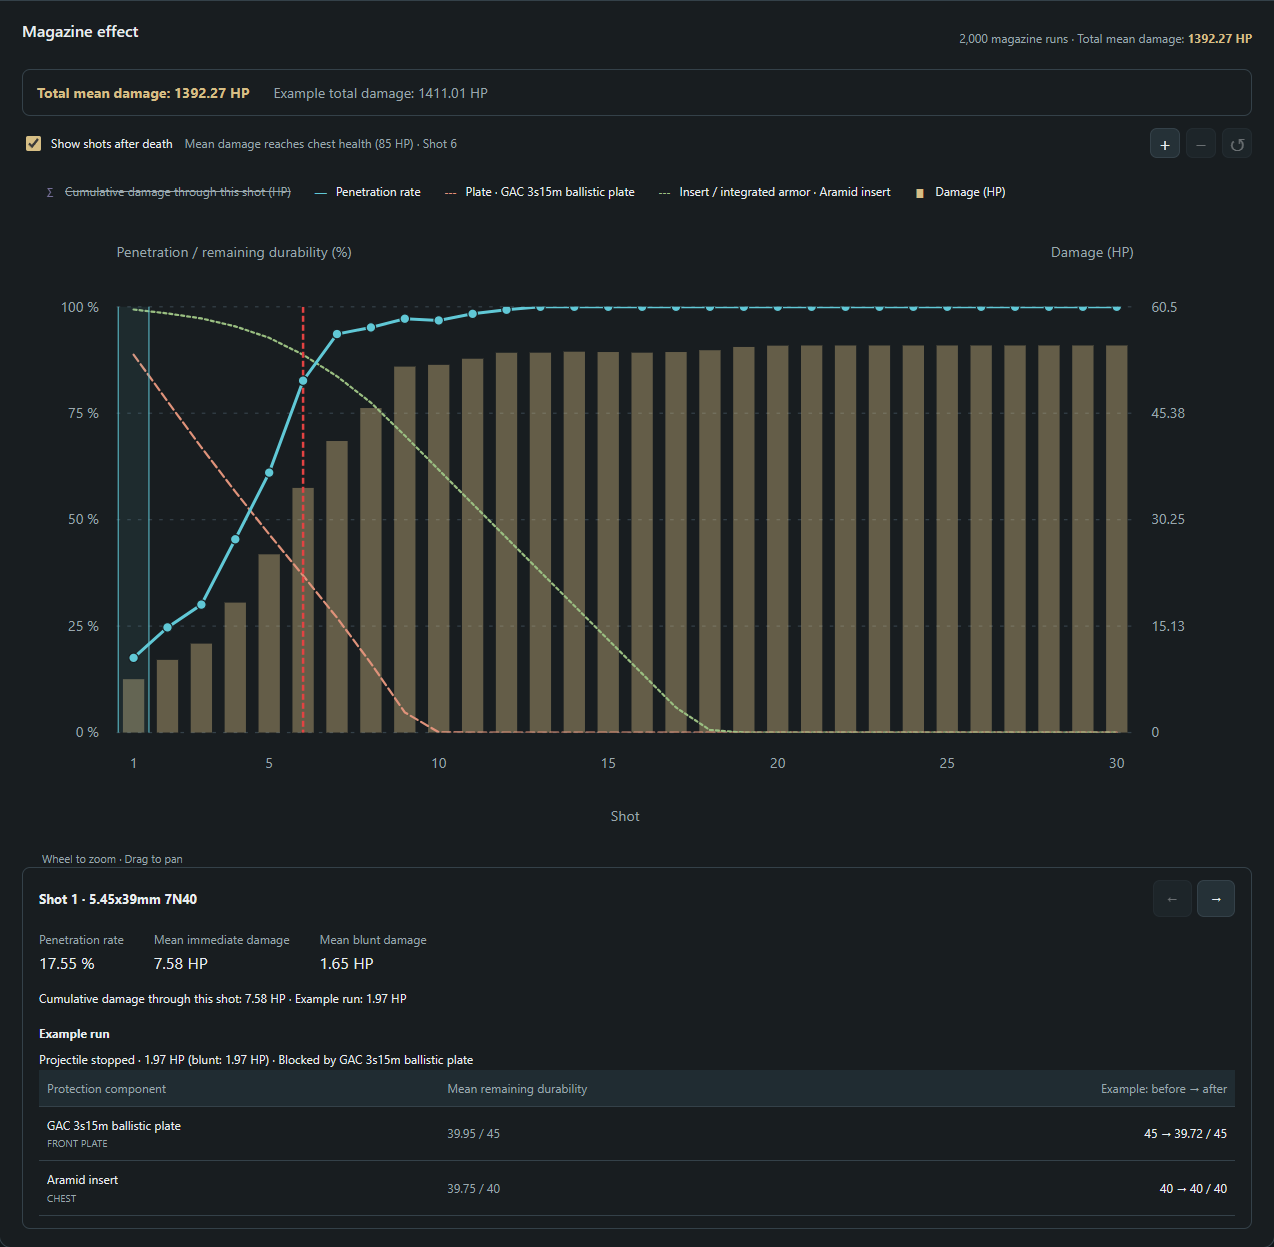 Magazine effect
2,000 magazine runs · Total mean damage: 1392.27 HP
Total mean damage: 1392.27 HP Example total damage: 1411.01 HP
Show shots after death Mean damage reaches chest health (85 HP) · Shot 6
+ − ↺
Σ Cumulative damage through this shot (HP) — Penetration rate --- Plate · GAC 3s15m ballistic plate --- Insert / integrated armor · Aramid insert Damage (HP)
Penetration / remaining durability (%) Damage (HP)
100 % 60.5
75 % 45.38
50 % 30.25
25 % 15.13
0 % 0
1 5 10 15 20 25 30
Shot
Wheel to zoom · Drag to pan
Shot 1 · 5.45x39mm 7N40 ← →
Penetration rate Mean immediate damage Mean blunt damage
17.55 % 7.58 HP 1.65 HP
Cumulative damage through this shot: 7.58 HP · Example run: 1.97 HP
Example run
Projectile stopped · 1.97 HP (blunt: 1.97 HP) · Blocked by GAC 3s15m ballistic plate
Protection component Mean remaining durability Example: before → after
GAC 3s15m ballistic plate
FRONT PLATE
39.95 / 45 45 → 39.72 / 45
Aramid insert
CHEST
39.75 / 40 40 → 40 / 40